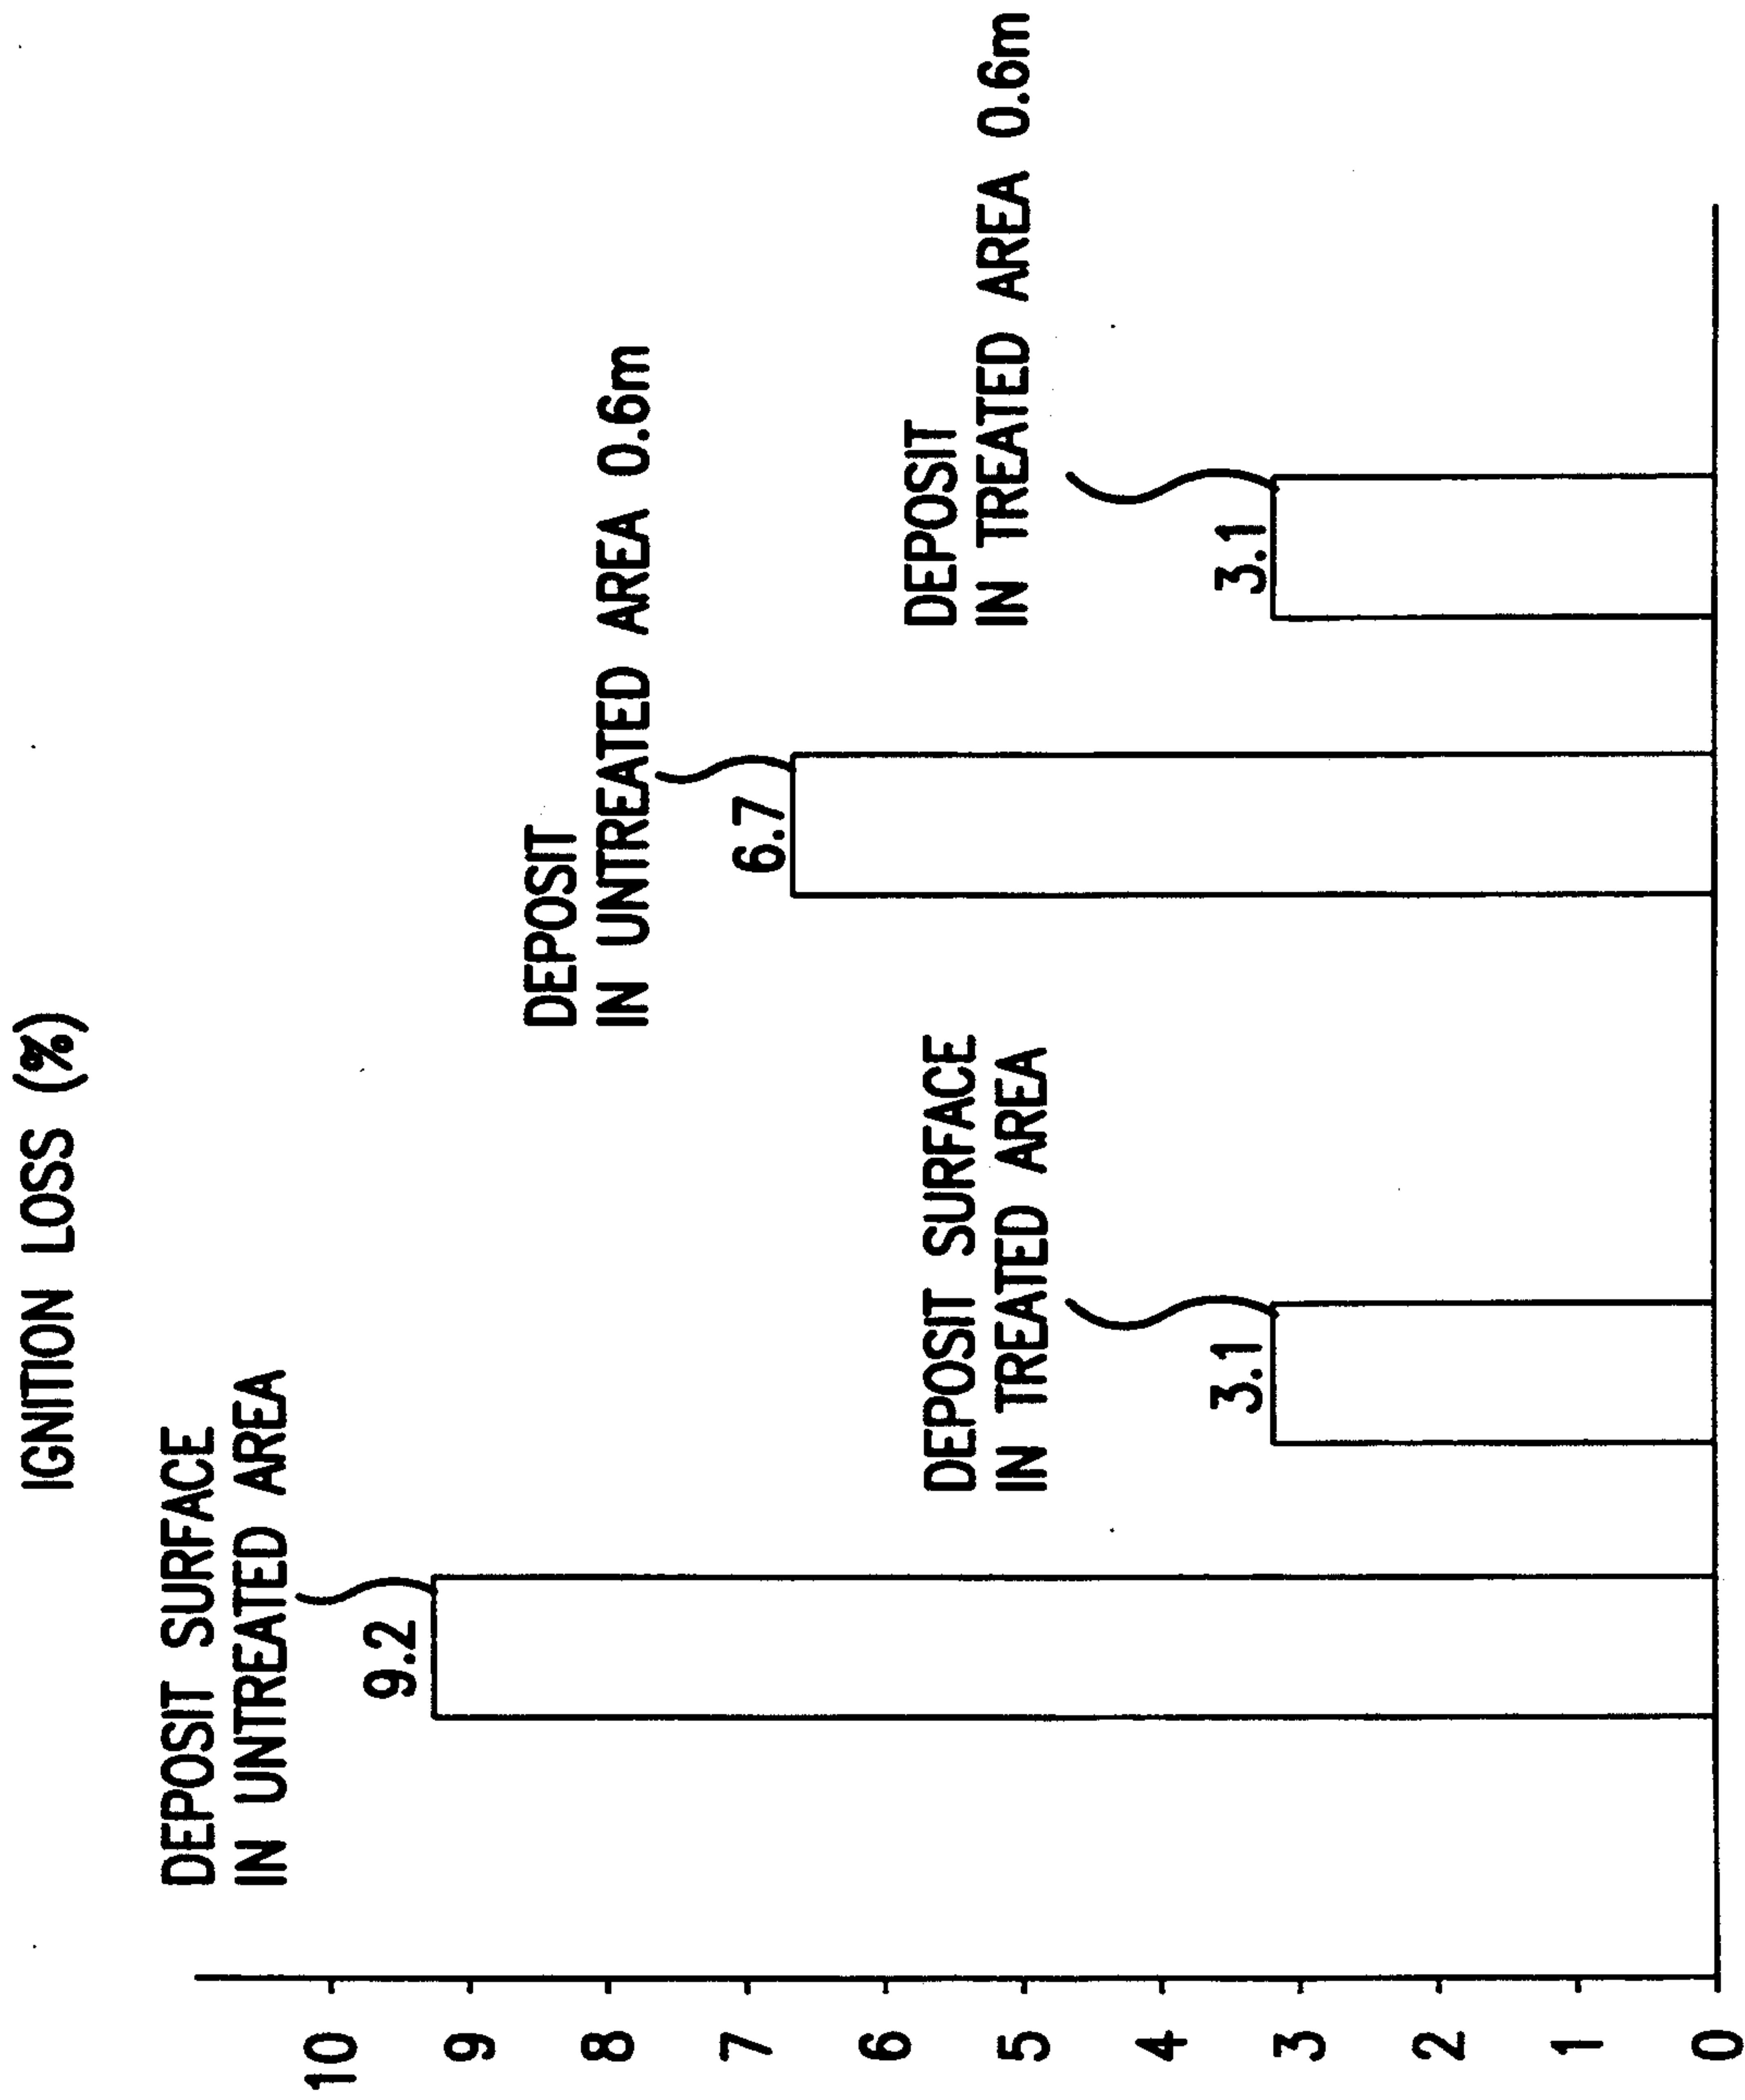 IGNITION LOSS (%)
DEPOSIT SURFACE
IN UNTREATED AREA
9.2
DEPOSIT SURFACE
IN TREATED AREA
3.1
DEPOSIT
IN UNTREATED AREA 0.6m
6.7
DEPOSIT
IN TREATED AREA 0.6m
3.1
10
9
8
7
6
5
4
3
2
1
0